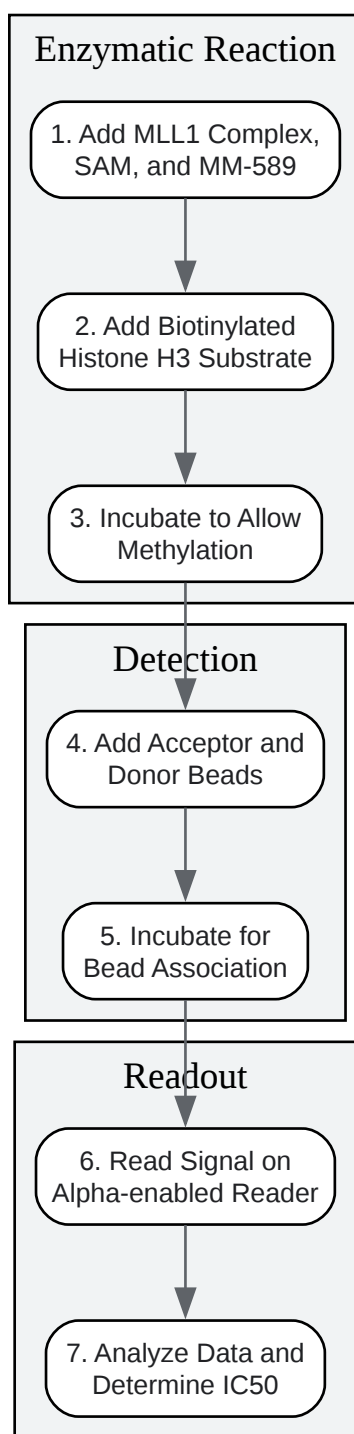 Enzymatic Reaction
1. Add MLL1 Complex,
SAM, and MM-589
2. Add Biotinylated
Histone H3 Substrate
3. Incubate to Allow
Methylation
Detection
4. Add Acceptor and
Donor Beads
5. Incubate for
Bead Association
Readout
6. Read Signal on
Alpha-enabled Reader
7. Analyze Data and
Determine IC50